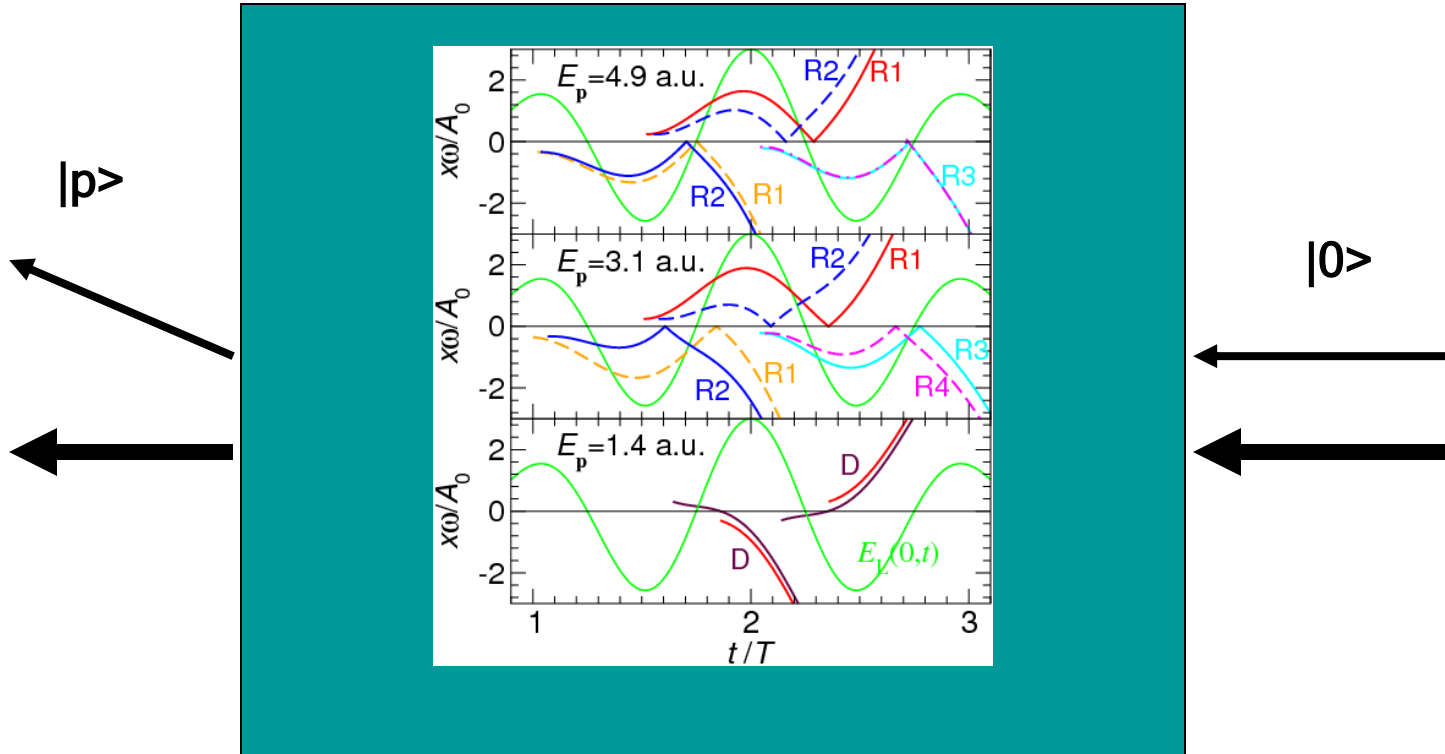 |p>
|0>
E_p=4.9 a.u.
R2
R1
2
0
-2
xω/A_0
R2
R1
R3
E_p=3.1 a.u.
R2
R1
2
0
-2
xω/A_0
R2
R1
R4
R3
E_p=1.4 a.u.
2
0
-2
xω/A_0
D
D
E_L(0,t)
1
2
3
t/T